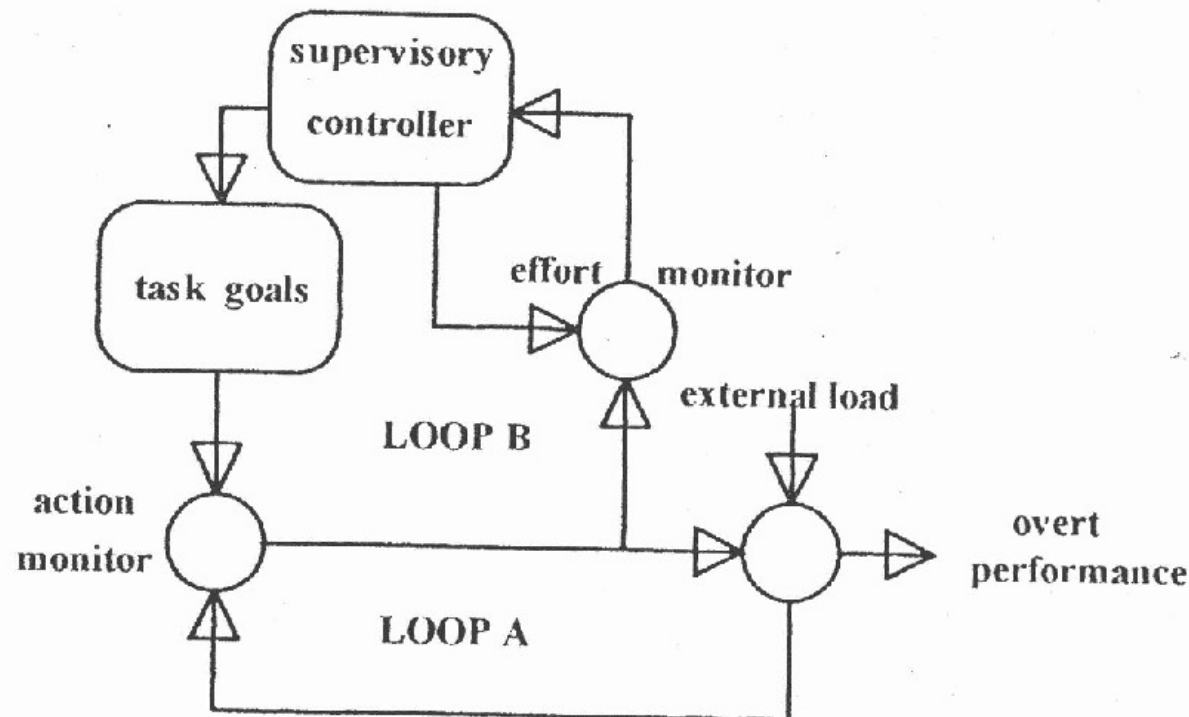 supervisory
controller
task goals
effort monitor
external load
LOOP B
action
monitor
overt
performance
LOOP A